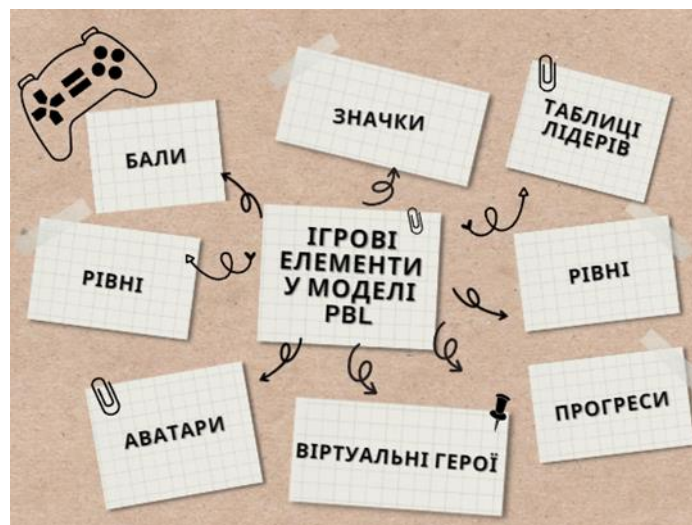 БАЛИ
ЗНАЧКИ
ТАБЛИЦІ
ЛІДЕРІВ
РІВНІ
ІГРОВІ
ЕЛЕМЕНТИ
У МОДЕЛІ
PBL
РІВНІ
АВАТАРИ
ВІРТУАЛЬНІ ГЕРОЇ
ПРОГРЕСИ